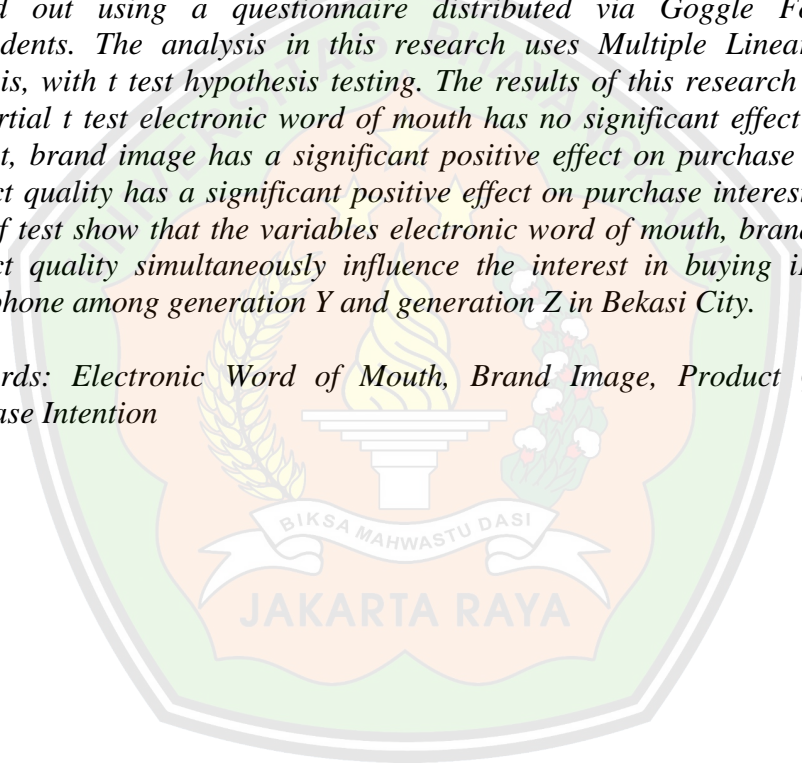 d out using a questionnaire distributed via Goggle Fo
dents. The analysis in this research uses Multiple Linear
is, with t test hypothesis testing. The results of this research
rtial t test electronic word of mouth has no significant effect
t, brand image has a significant positive effect on purchase
ct quality has a significant positive effect on purchase interes
f test show that the variables electronic word of mouth, brand
ct quality simultaneously influence the interest in buying i
phone among generation Y and generation Z in Bekasi City.
rds: Electronic Word of Mouth, Brand Image, Product
ase Intention
UNIVERSITAS BHAYANGKARA
BIKSA MAHWASTU DASI
JAKARTA RAYA